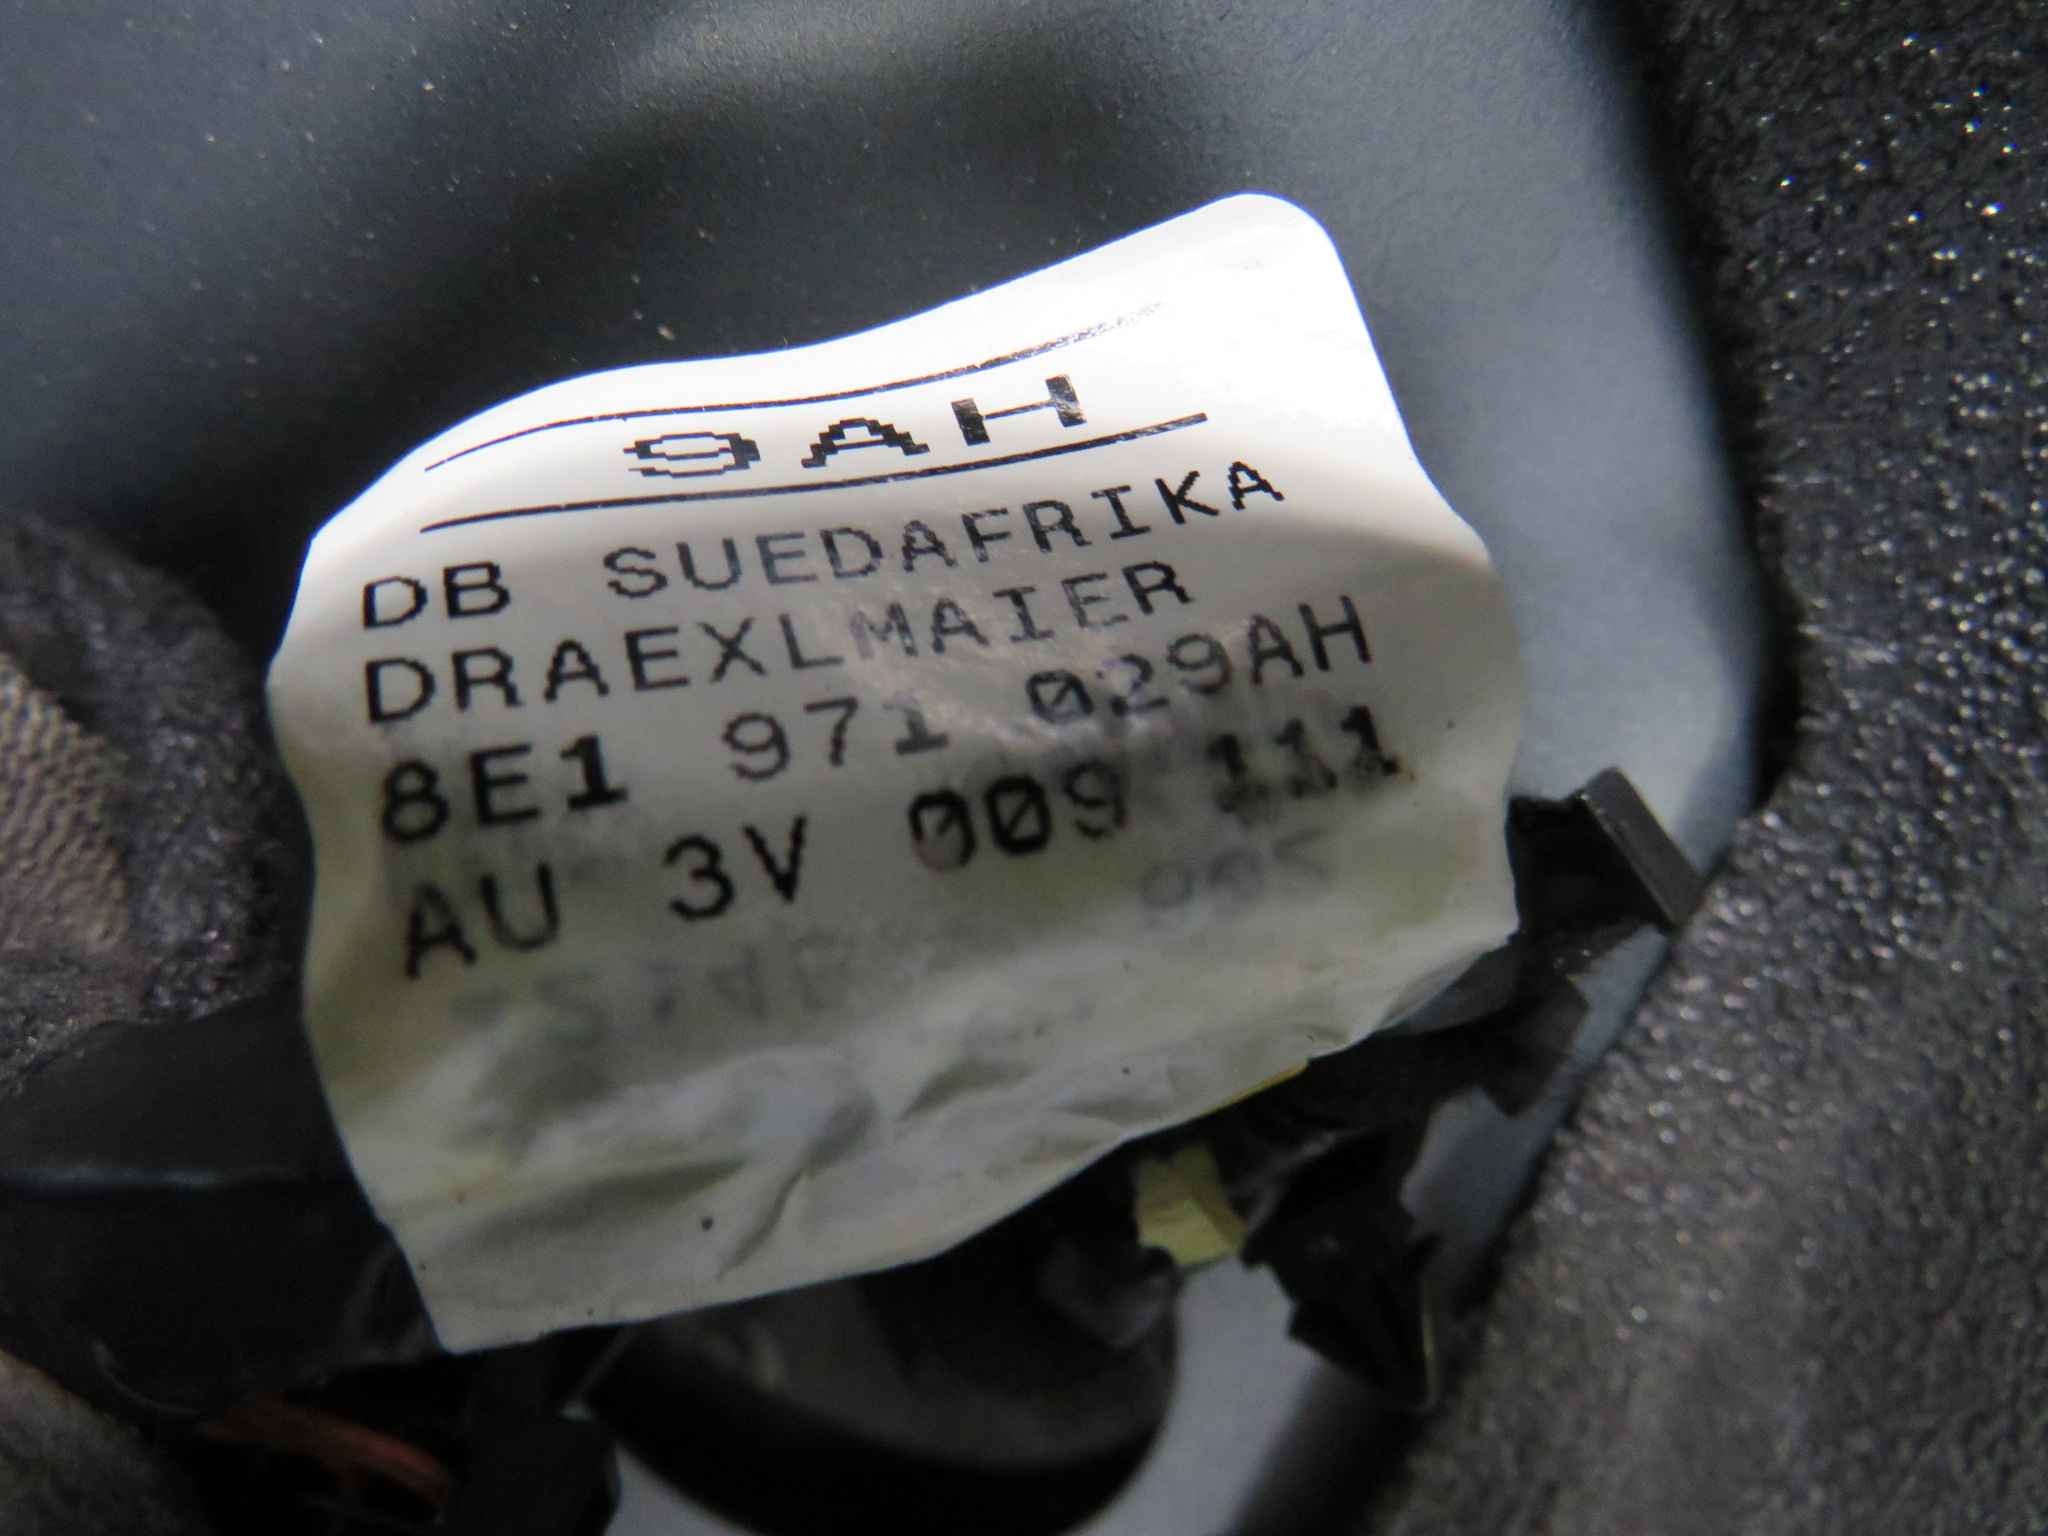 9AH
DB SUEDAFRIKA
DRAEXLMAIER
8E1 971 029AH
AU 3V 009 111